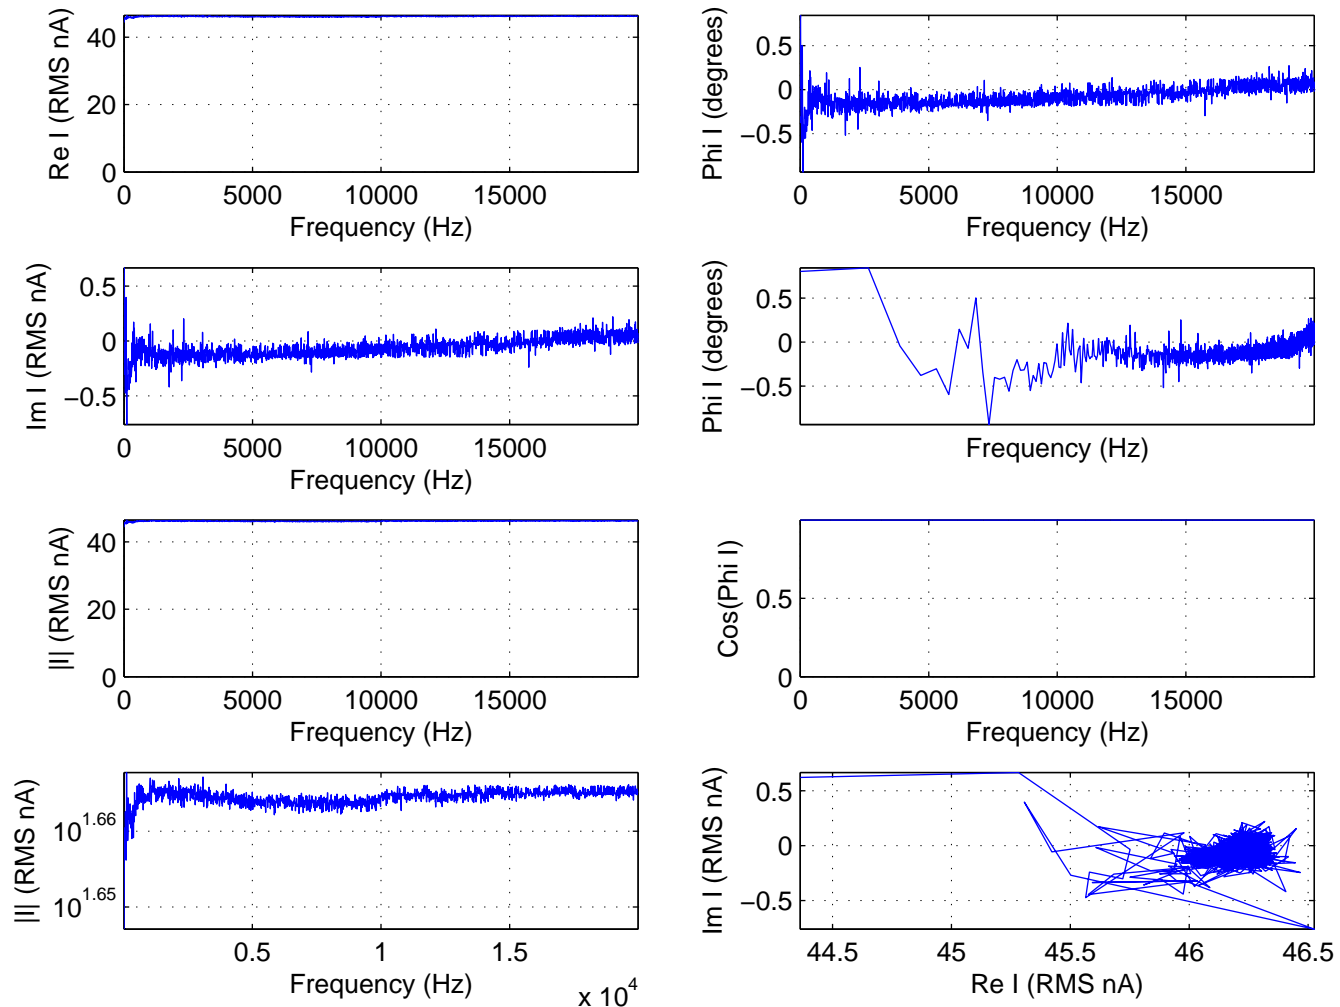 Re I (RMS nA)
40
20
0
0 5000 10000 15000
Frequency (Hz)
Phi I (degrees)
0.5
0
−0.5
0 5000 10000 15000
Frequency (Hz)
Im I (RMS nA)
0.5
0
−0.5
0 5000 10000 15000
Frequency (Hz)
Phi I (degrees)
0.5
0
−0.5
Frequency (Hz)
|I| (RMS nA)
40
20
0
0 5000 10000 15000
Frequency (Hz)
Cos(Phi I)
0.5
0
0 5000 10000 15000
Frequency (Hz)
|I| (RMS nA)
10^1.66
10^1.65
0.5 1 1.5
Frequency (Hz)
x 10^4
Im I (RMS nA)
0.5
0
−0.5
44.5 45 45.5 46 46.5
Re I (RMS nA)